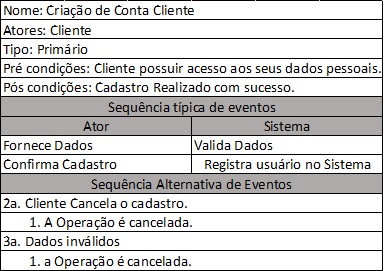 Nome: Criação de Conta Cliente
Atores: Cliente
Tipo: Primário
Pré condições: Cliente possuir acesso aos seus dados pessoais.
Pós condições: Cadastro Realizado com sucesso.
Sequência típica de eventos
Ator Sistema
Fornece Dados Valida Dados
Confirma Cadastro Registra usuário no Sistema
Sequência Alternativa de Eventos
2a. Cliente Cancela o cadastro.
1. A Operação é cancelada.
3a. Dados inválidos
1. a Operação é cancelada.